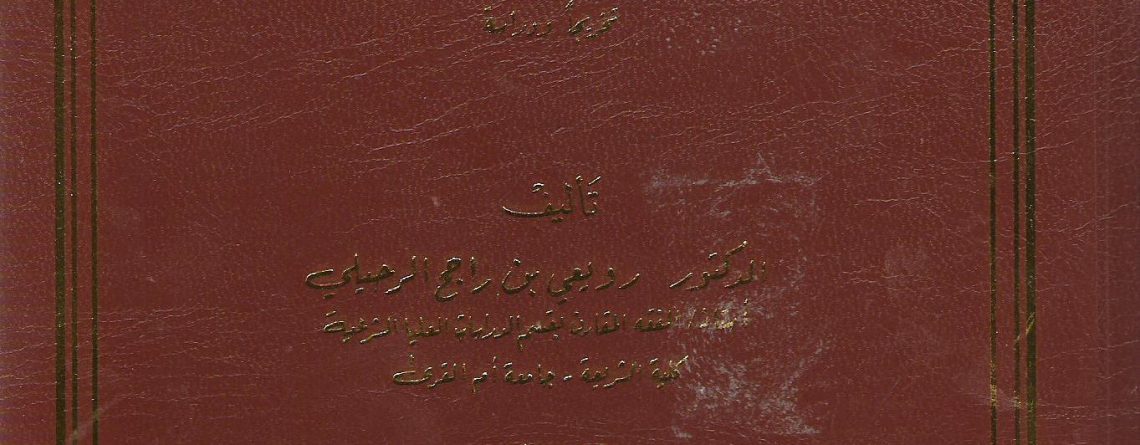 تخريجاً ودراسة
تَأليفْ
الدكتور رويعي بن راجح الرحيلي
أستاذ الفقه المقارن بقسم الدراسات العليا الشرعية
كلية الشريعة - جامعة أم القرى